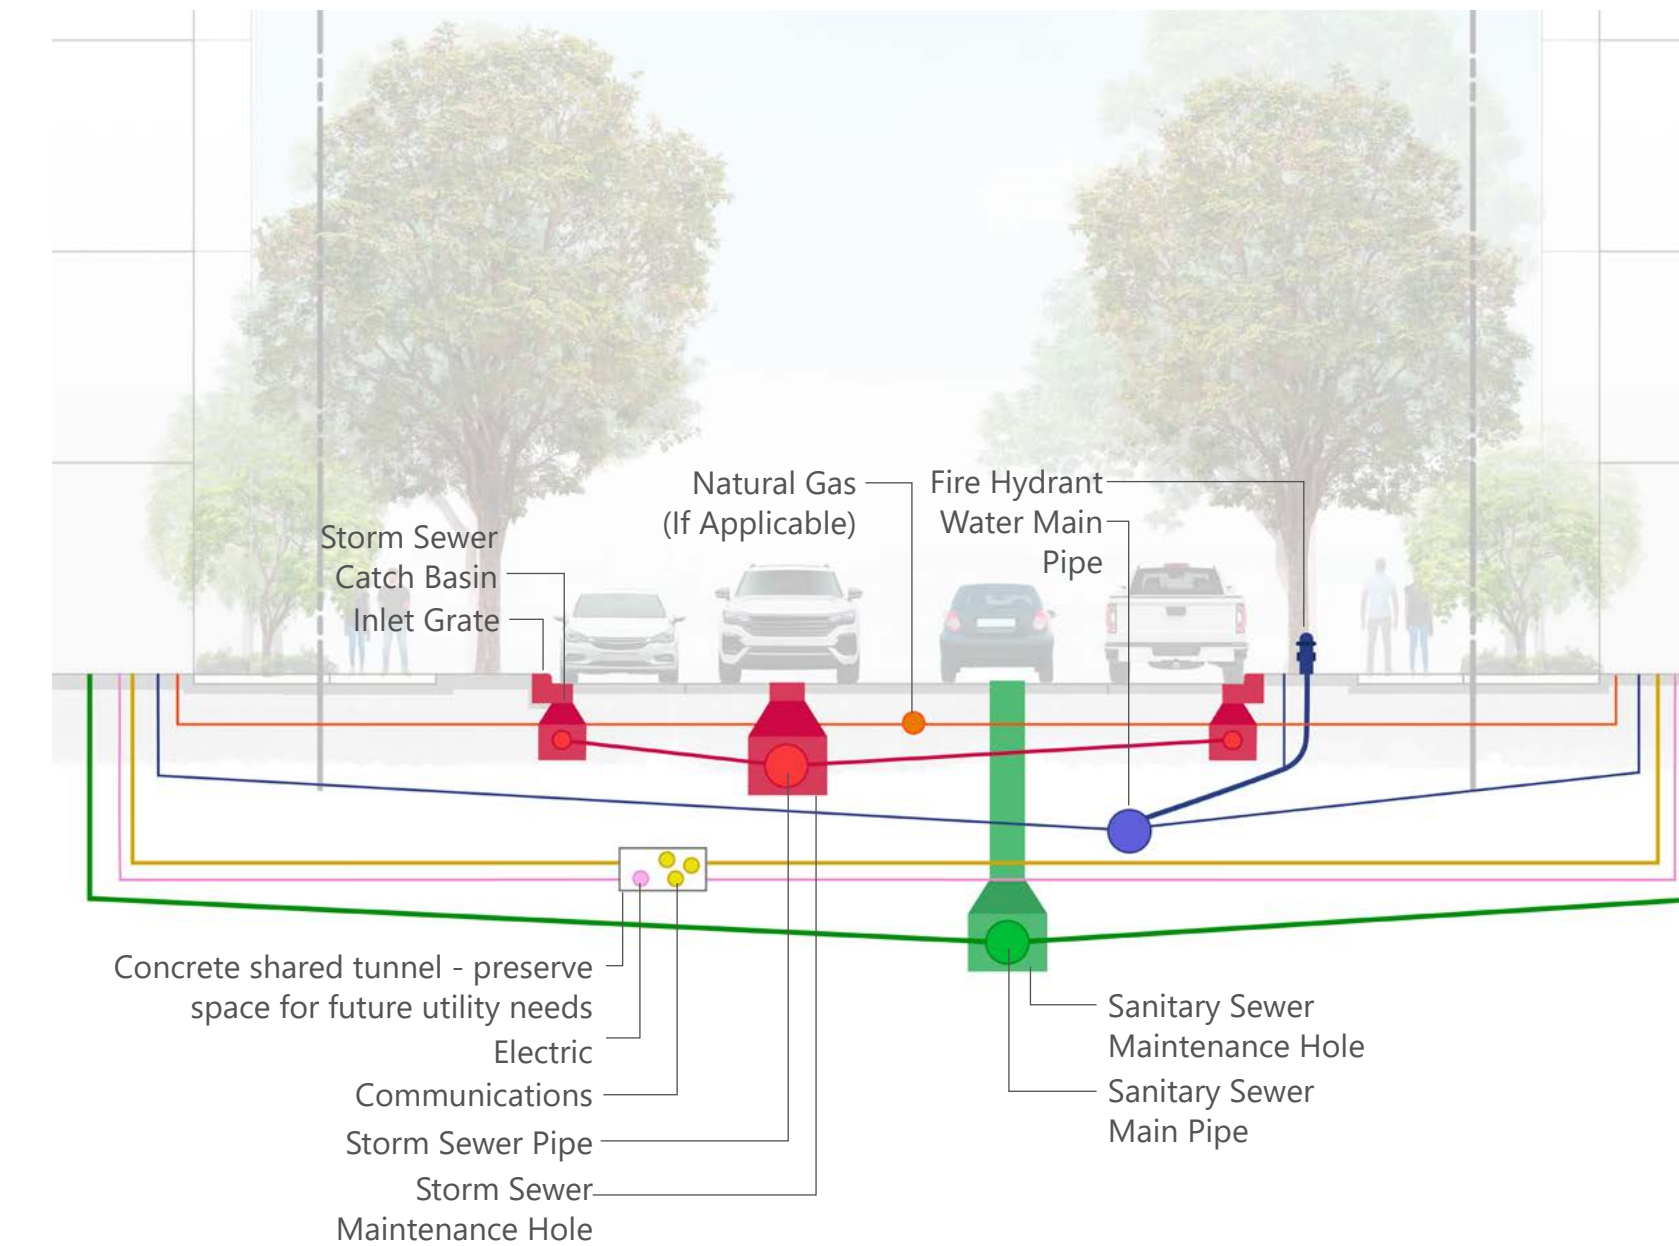 Natural Gas
(If Applicable)
Fire Hydrant
Water Main
Pipe
Storm Sewer
Catch Basin
Inlet Grate
Concrete shared tunnel - preserve
space for future utility needs
Electric
Communications
Storm Sewer Pipe
Storm Sewer
Maintenance Hole
Sanitary Sewer
Maintenance Hole
Sanitary Sewer
Main Pipe